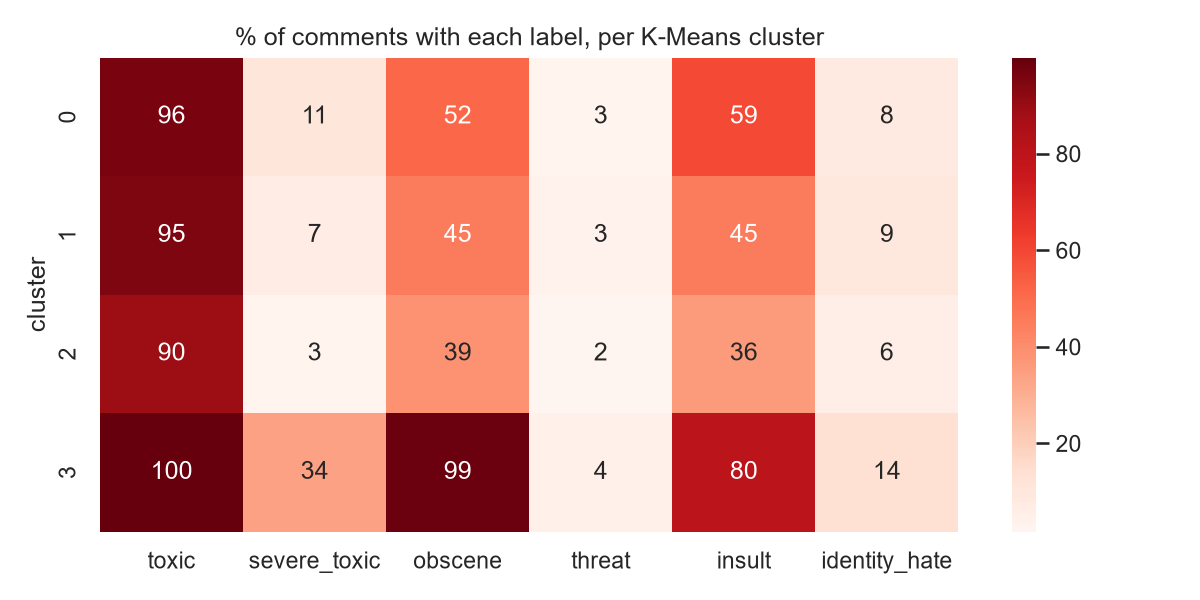 % of comments with each label, per K-Means cluster
cluster
0 96 11 52 3 59 8
1 95 7 45 3 45 9
2 90 3 39 2 36 6
3 100 34 99 4 80 14
toxic severe_toxic obscene threat insult identity_hate
80
60
40
20